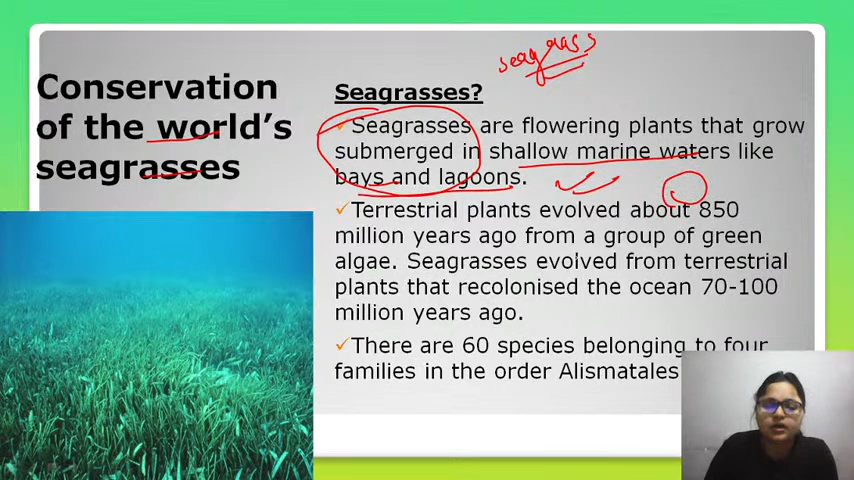 Conservation
of the world's
seagrasses
seagrass
Seagrasses?
Seagrasses are flowering plants that grow
submerged in shallow marine waters like
bays and lagoons.
Terrestrial plants evolved about 850
million years ago from a group of green
algae. Seagrasses evolved from terrestrial
plants that recolonised the ocean 70-100
million years ago.
There are 60 species belonging to four
families in the order Alismatales